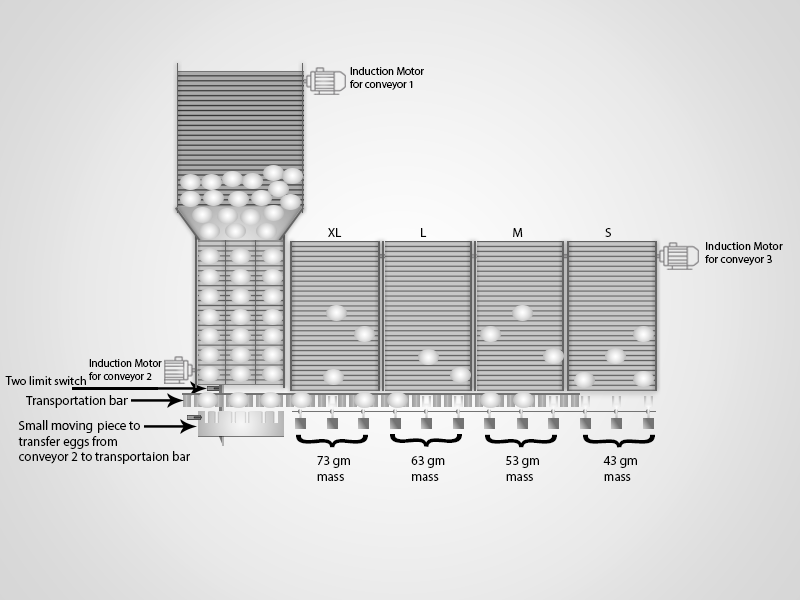 Induction Motor
for conveyor 1
XL
L
M
S
Induction Motor
for conveyor 3
Induction Motor
for conveyor 2
Two limit switch
Transportation bar
Small moving piece to
transfer eggs from
conveyor 2 to transportaion bar
73 gm
mass
63 gm
mass
53 gm
mass
43 gm
mass